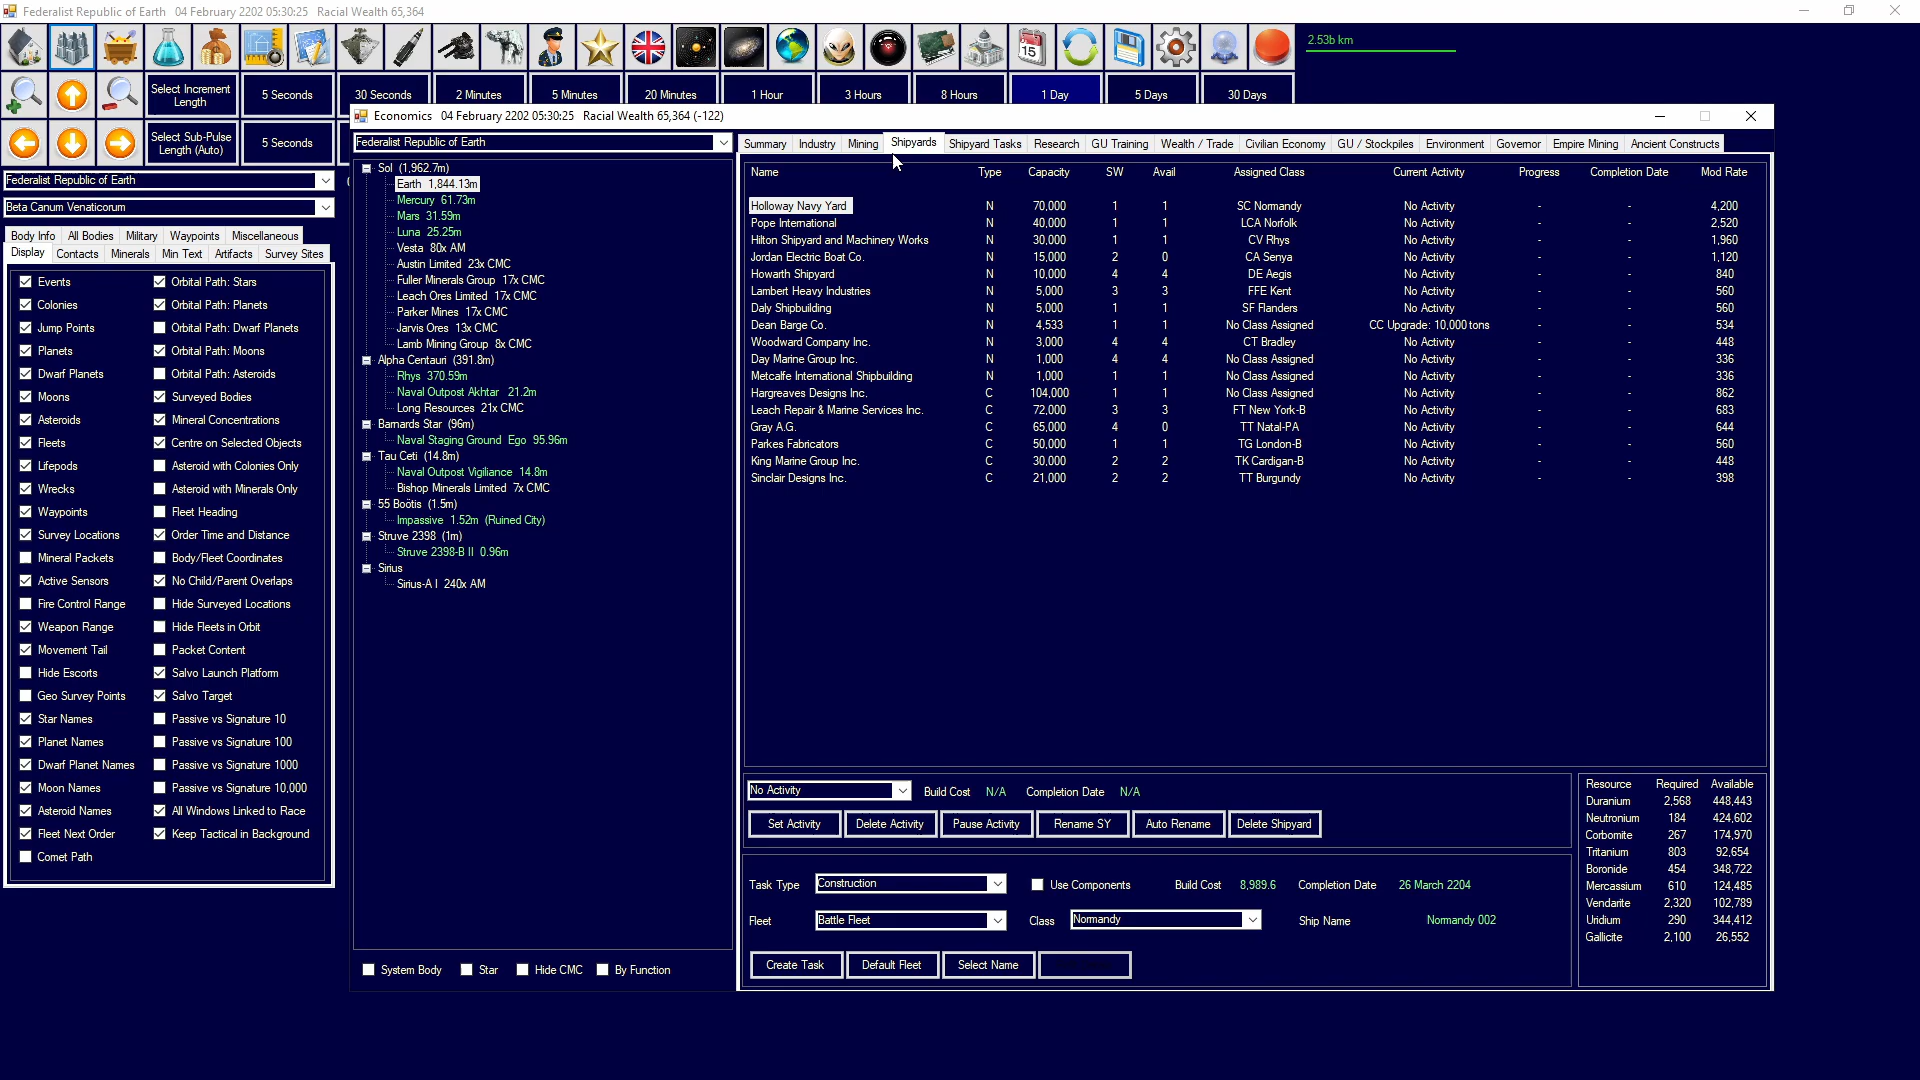 Federalist Republic of Earth 04 February 2202 05:30:25 Racial Wealth 65,364
2.53b km
Select Increment Length
5 Seconds
30 Seconds
2 Minutes
5 Minutes
20 Minutes
1 Hour
3 Hours
8 Hours
1 Day
5 Days
30 Days
Select Sub-Pulse Length (Auto)
5 Seconds
Economics 04 February 2202 05:30:25 Racial Wealth 65,364 (-122)
Federalist Republic of Earth
Beta Canum Venaticorum
Body Info All Bodies Military Waypoints Miscellaneous
Display Contacts Minerals Min Text Artifacts Survey Sites
Events Orbital Path: Stars
Colonies Orbital Path: Planets
Jump Points Orbital Path: Dwarf Planets
Planets Orbital Path: Moons
Dwarf Planets Orbital Path: Asteroids
Moons Surveyed Bodies
Asteroids Mineral Concentrations
Fleets Centre on Selected Objects
Lifepods Asteroid with Colonies Only
Wrecks Asteroid with Minerals Only
Waypoints Fleet Heading
Survey Locations Order Time and Distance
Mineral Packets Body/Fleet Coordinates
Active Sensors No Child/Parent Overlaps
Fire Control Range Hide Surveyed Locations
Weapon Range Hide Fleets in Orbit
Movement Tail Packet Content
Hide Escorts Salvo Launch Platform
Geo Survey Points Salvo Target
Star Names Passive vs Signature 10
Planet Names Passive vs Signature 100
Dwarf Planet Names Passive vs Signature 1000
Moon Names Passive vs Signature 10,000
Asteroid Names All Windows Linked to Race
Fleet Next Order Keep Tactical in Background
Comet Path
Federalist Republic of Earth
Sol (1,962.7m)
Earth 1,844.13m
Mercury 61.73m
Mars 31.59m
Luna 25.25m
Vesta 80x AM
Austin Limited 23x CMC
Fuller Minerals Group 17x CMC
Leach Ores Limited 17x CMC
Parker Mines 17x CMC
Jarvis Ores 13x CMC
Lamb Mining Group 8x CMC
Alpha Centauri (391.8m)
Rhys 370.59m
Naval Outpost Akhtar 21.2m
Long Resources 21x CMC
Barnards Star (96m)
Naval Staging Ground Ego 95.96m
Tau Ceti (14.8m)
Naval Outpost Vigiliance 14.8m
Bishop Minerals Limited 7x CMC
55 Boötis (1.5m)
Impassive 1.52m (Ruined City)
Struve 2398 (1m)
Struve 2398-B II 0.96m
Sirius
Sirius-A I 240x AM
System Body Star Hide CMC By Function
Summary Industry Mining Shipyards Shipyard Tasks Research GU Training Wealth / Trade Civilian Economy GU / Stockpiles Environment Governor Empire Mining Ancient Constructs
Name Type Capacity SW Avail Assigned Class Current Activity Progress Completion Date Mod Rate
Holloway Navy Yard N 70,000 1 1 SC Normandy No Activity - - 4,200
Pope International N 40,000 1 1 LCA Norfolk No Activity - - 2,520
Hilton Shipyard and Machinery Works N 30,000 1 1 CV Rhys No Activity - - 1,960
Jordan Electric Boat Co. N 15,000 2 0 CA Senya No Activity - - 1,120
Howarth Shipyard N 10,000 4 4 DE Aegis No Activity - - 840
Lambert Heavy Industries N 5,000 3 3 FFE Kent No Activity - - 560
Daly Shipbuilding N 5,000 1 1 SF Flanders No Activity - - 560
Dean Barge Co. N 4,533 1 1 No Class Assigned CC Upgrade: 10,000 tons - - 534
Woodward Company Inc. N 3,000 4 4 CT Bradley No Activity - - 448
Day Marine Group Inc. N 1,000 4 4 No Class Assigned No Activity - - 336
Metcalfe International Shipbuilding N 1,000 1 1 No Class Assigned No Activity - - 336
Hargreaves Designs Inc. C 104,000 1 1 No Class Assigned No Activity - - 862
Leach Repair & Marine Services Inc. C 72,000 3 3 FT New York-B No Activity - - 683
Gray A.G. C 65,000 4 0 TT Natal-PA No Activity - - 644
Parkes Fabricators C 50,000 1 1 TG London-B No Activity - - 560
King Marine Group Inc. C 30,000 2 2 TK Cardigan-B No Activity - - 448
Sinclair Designs Inc. C 21,000 2 2 TT Burgundy No Activity - - 398
No Activity Build Cost N/A Completion Date N/A
Set Activity Delete Activity Pause Activity Rename SY Auto Rename Delete Shipyard
Task Type Construction Use Components Build Cost 8,989.6 Completion Date 26 March 2204
Fleet Battle Fleet Class Normandy Ship Name Normandy 002
Create Task Default Fleet Select Name
Resource Required Available
Duranium 2,568 448,443
Neutronium 184 424,602
Corbomite 267 174,970
Tritanium 803 92,654
Boronide 454 348,722
Mercassium 610 124,485
Vendarite 2,320 102,789
Uridium 290 344,412
Gallicite 2,100 26,552